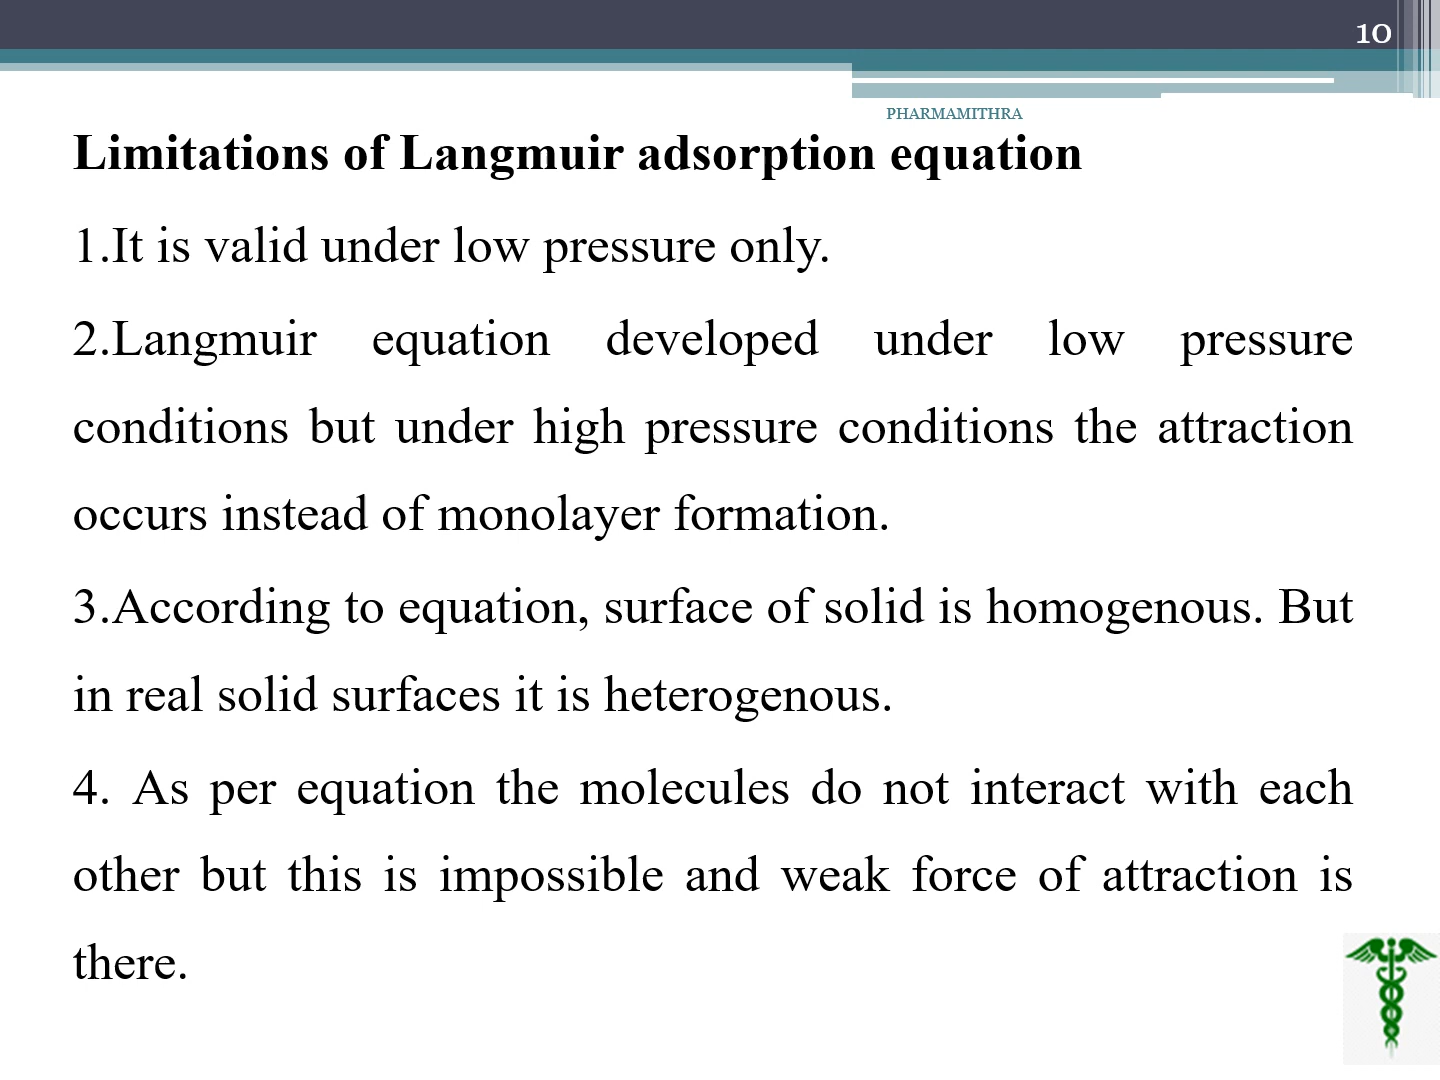 10
PHARMAMITHRA
Limitations of Langmuir adsorption equation
1.It is valid under low pressure only.
2.Langmuir equation developed under low pressure
conditions but under high pressure conditions the attraction
occurs instead of monolayer formation.
3.According to equation, surface of solid is homogenous. But
in real solid surfaces it is heterogenous.
4. As per equation the molecules do not interact with each
other but this is impossible and weak force of attraction is
there.